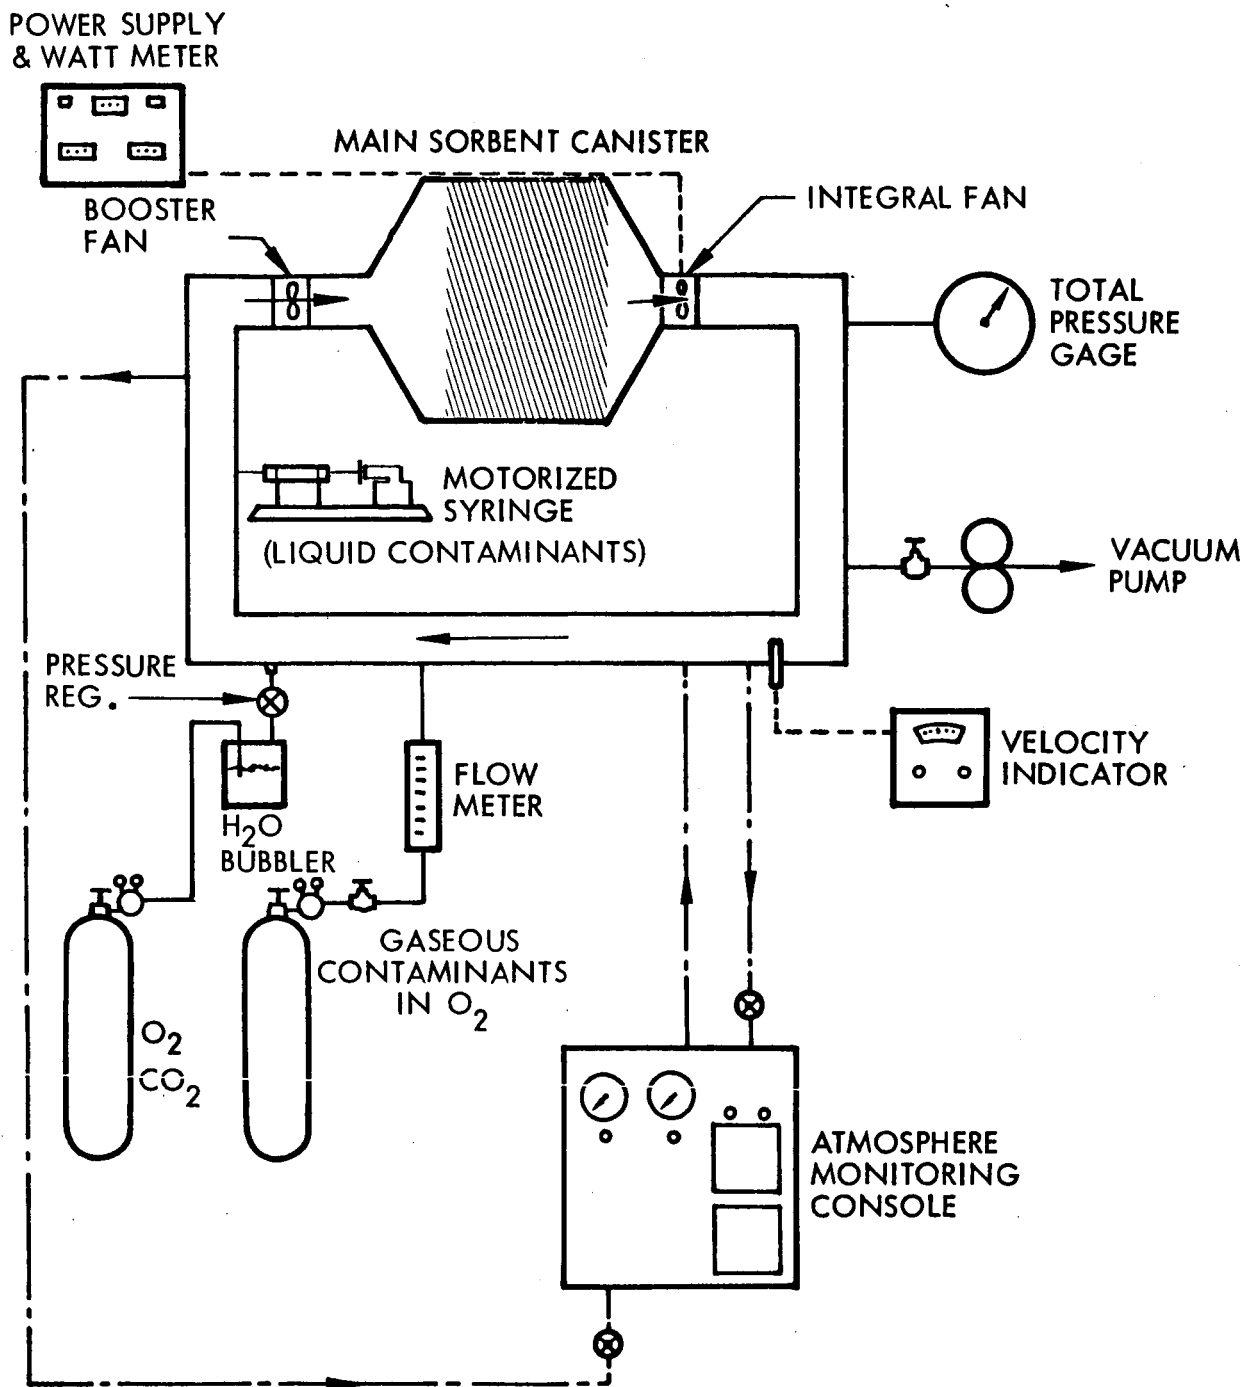 POWER SUPPLY
& WATT METER
MAIN SORBENT CANISTER
BOOSTER
FAN
INTEGRAL FAN
TOTAL
PRESSURE
GAGE
MOTORIZED
SYRINGE
(LIQUID CONTAMINANTS)
VACUUM
PUMP
PRESSURE
REG.
VELOCITY
INDICATOR
FLOW
METER
H2O
BUBBLER
GASEOUS
CONTAMINANTS
IN O2
O2
CO2
ATMOSPHERE
MONITORING
CONSOLE